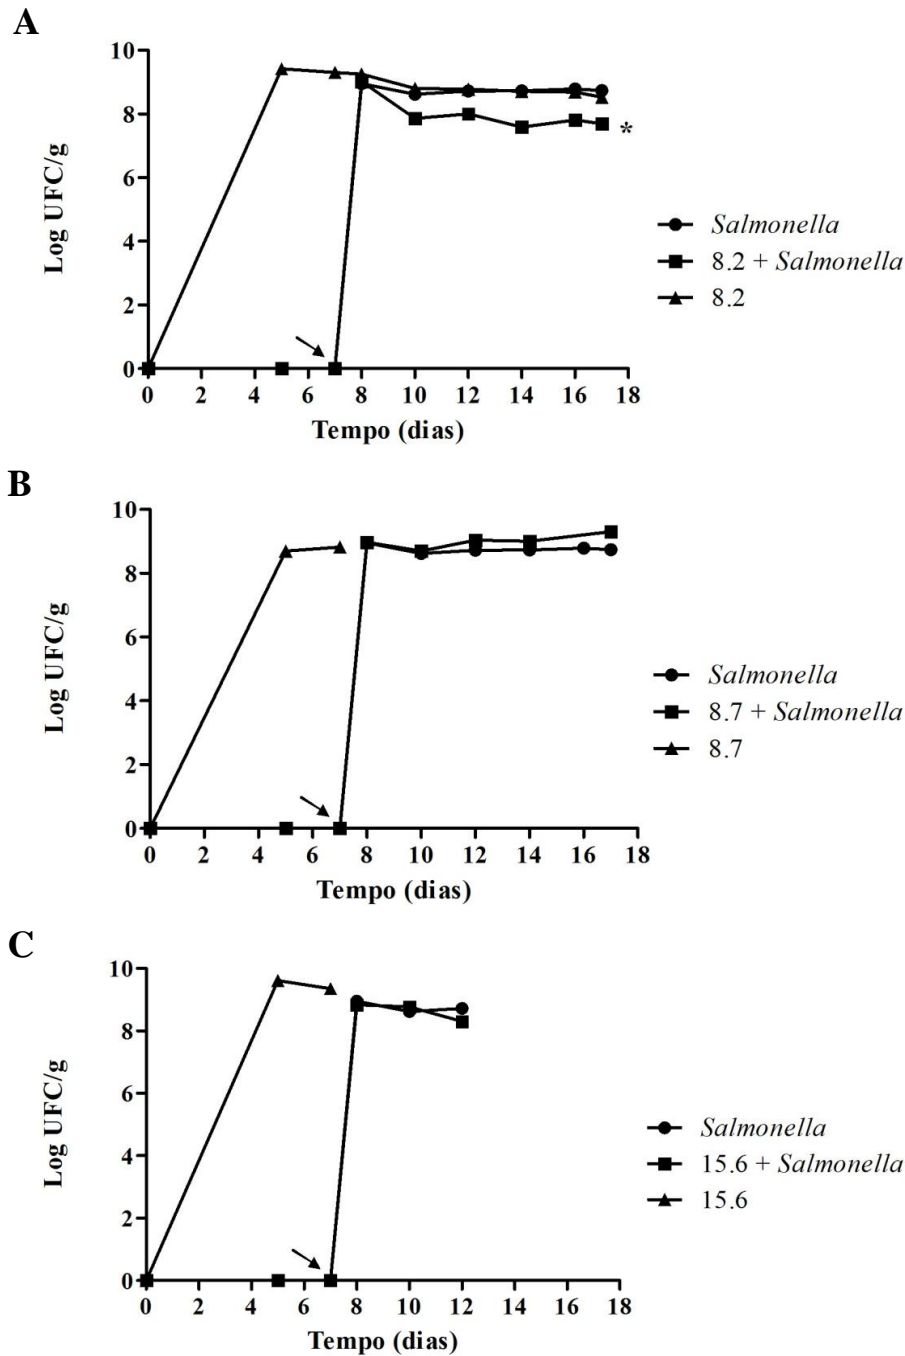 A
10
8
6
4
2
0
Log UFC/g
0 2 4 6 8 10 12 14 16 18
Tempo (dias)
*
Salmonella
8.2 + Salmonella
8.2
B
10
8
6
4
2
0
Log UFC/g
0 2 4 6 8 10 12 14 16 18
Tempo (dias)
Salmonella
8.7 + Salmonella
8.7
C
10
8
6
4
2
0
Log UFC/g
0 2 4 6 8 10 12 14 16 18
Tempo (dias)
Salmonella
15.6 + Salmonella
15.6